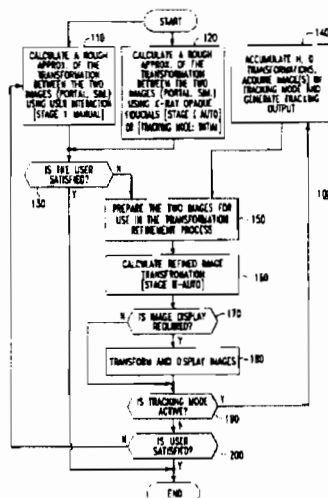 START
110
CALCULATE A ROUGH
APPROX. OF THE
TRANSFORMATION
BETWEEN THE TWO
IMAGES (PORTAL, SIM.)
USING USER INTERACTION
[STAGE I MANUAL]
120
CALCULATE A ROUGH
APPROX. OF THE
TRANSFORMATION
BETWEEN THE TWO
IMAGES (PORTAL, SIM.)
USING X-RAY OPAQUE
FIDUCIALS [STAGE I AUTO]
OR [TRACKING MODE:
140
ACCUMULATE
TRANSFORMATIONS,
ACQUIRE IMAGE(S) OF
TRACKING MODE AND
GENERATE TRACKING
OUTPUT
100
IS THE USER
SATISFIED?
130
N
Y
PREPARE THE TWO IMAGES FOR
USE IN THE TRANSFORMATION
REFINEMENT PROCESS
150
CALCULATE REFINED IMAGE
TRANSFROMATION
[STAGE II-AUTO]
160
IS IMAGE DISPLAY
REQUIRED?
170
N
Y
TRANSFORM AND DISPLAY IMAGES
180
IS TRACKING MODE
ACTIVE?
190
Y
N
IS USER
SATISFIED?
200
N
Y
END